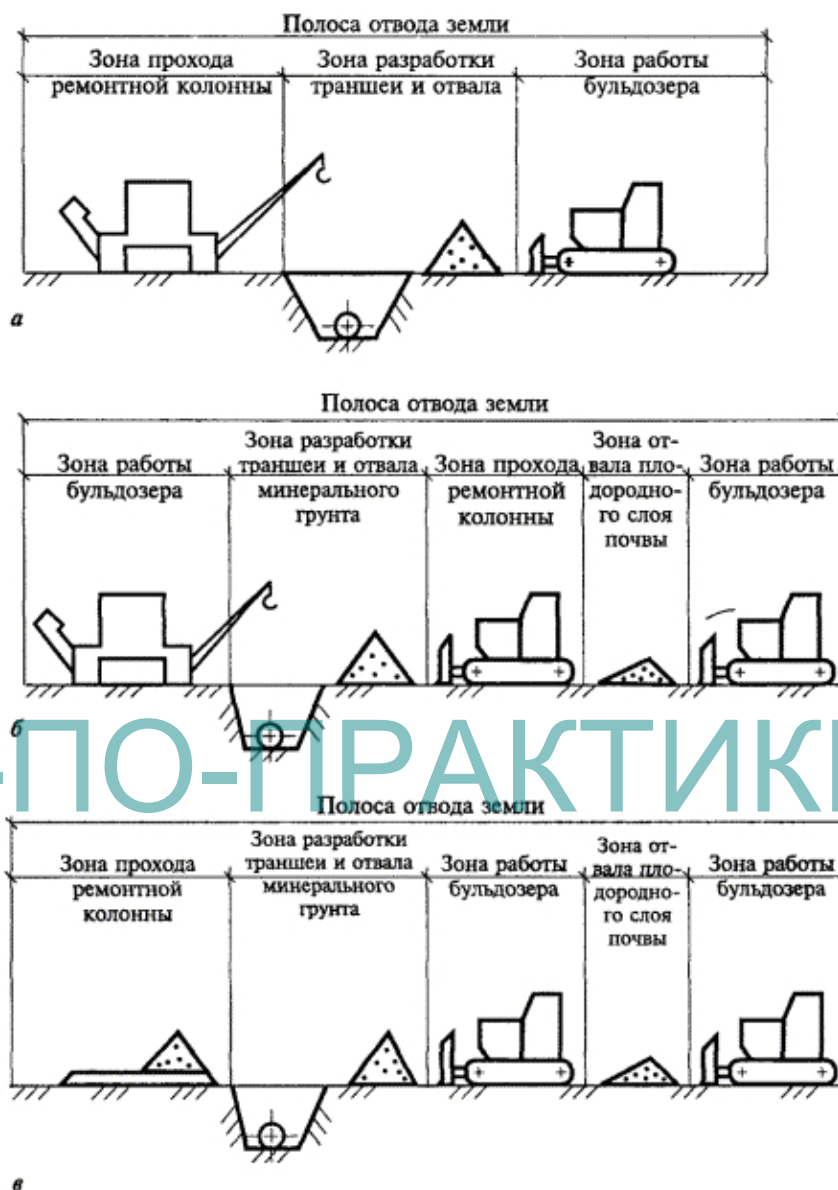 Полоса отвода земли
Зона прохода
ремонтной колонны
Зона разработки
траншеи и отвала
Зона работы
бульдозера
а
Полоса отвода земли
Зона работы
бульдозера
Зона разработки
траншеи и отвала
минерального
грунта
Зона прохода
ремонтной
колонны
Зона от-
вала пло-
дородно-
го слоя
почвы
Зона работы
бульдозера
б
-ПО-ПРАКТИК
Полоса отвода земли
Зона прохода
ремонтной
колонны
Зона разработки
траншеи и отвала
минерального
грунта
Зона работы
бульдозера
Зона от-
вала пло-
дородно-
го слоя
почвы
Зона работы
бульдозера
в